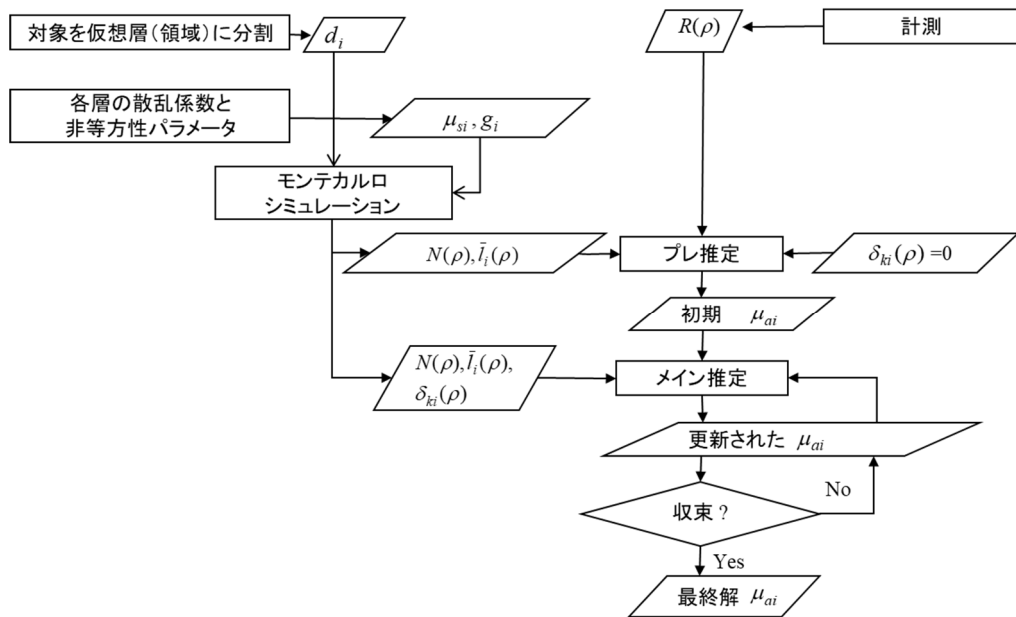 対象を仮想層(領域)に分割
d_i
R(ρ)
計測
各層の散乱係数と
非等方性パラメータ
μ_si , g_i
モンテカルロ
シミュレーション
N(ρ), l̄_i(ρ)
プレ推定
δ_ki(ρ) =0
初期 μ_ai
N(ρ), l̄_i(ρ),
δ_ki(ρ)
メイン推定
更新された μ_ai
No
収束 ?
Yes
最終解 μ_ai